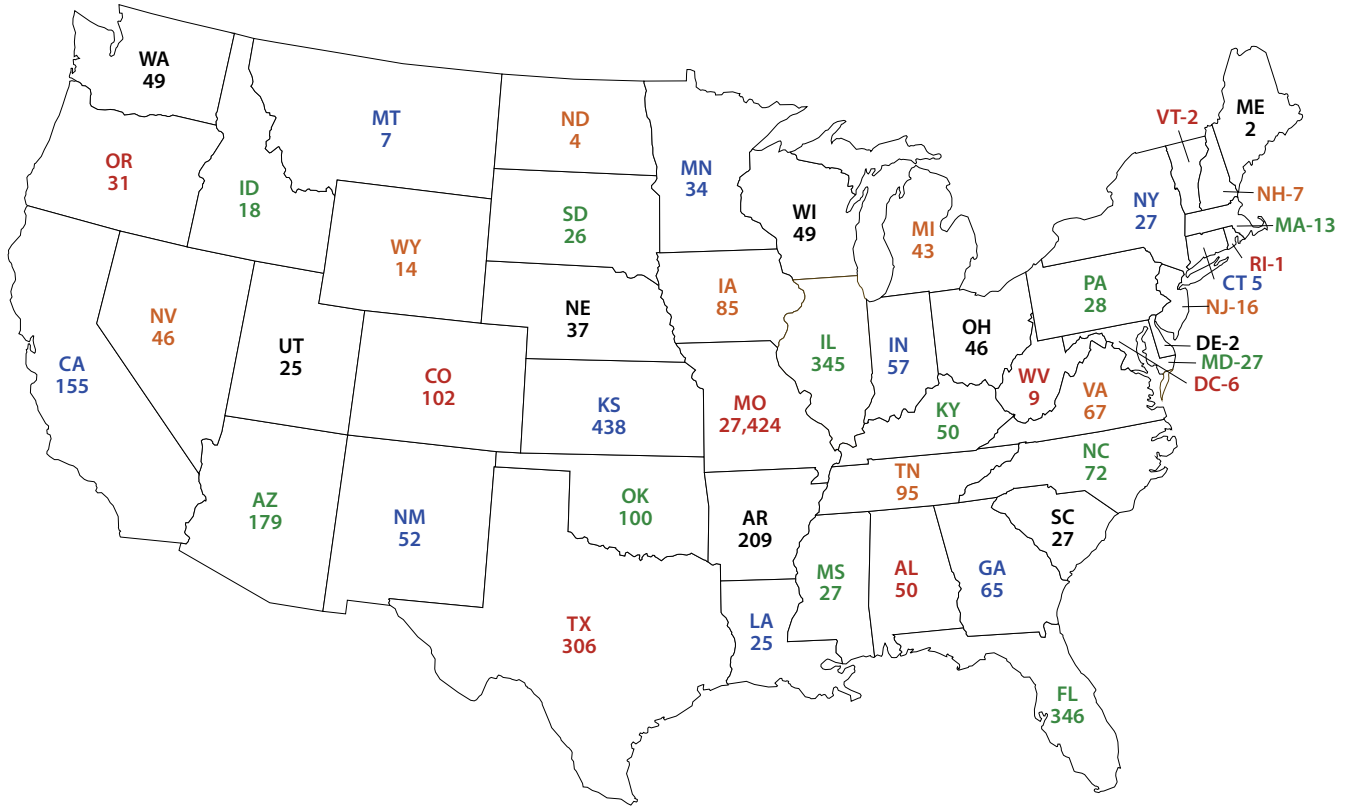 WA
49
OR
31
ID
18
MT
7
ND
4
MN
34
SD
26
WY
14
WI
49
MI
43
VT-2
ME
2
NY
27
NH-7
MA-13
RI-1
CT 5
NJ-16
PA
28
DE-2
MD-27
DC-6
NV
46
CA
155
UT
25
CO
102
NE
37
IA
85
IL
345
IN
57
OH
46
WV
9
VA
67
KS
438
MO
27,424
KY
50
NC
72
TN
95
AZ
179
NM
52
OK
100
AR
209
SC
27
MS
27
AL
50
GA
65
TX
306
LA
25
FL
346